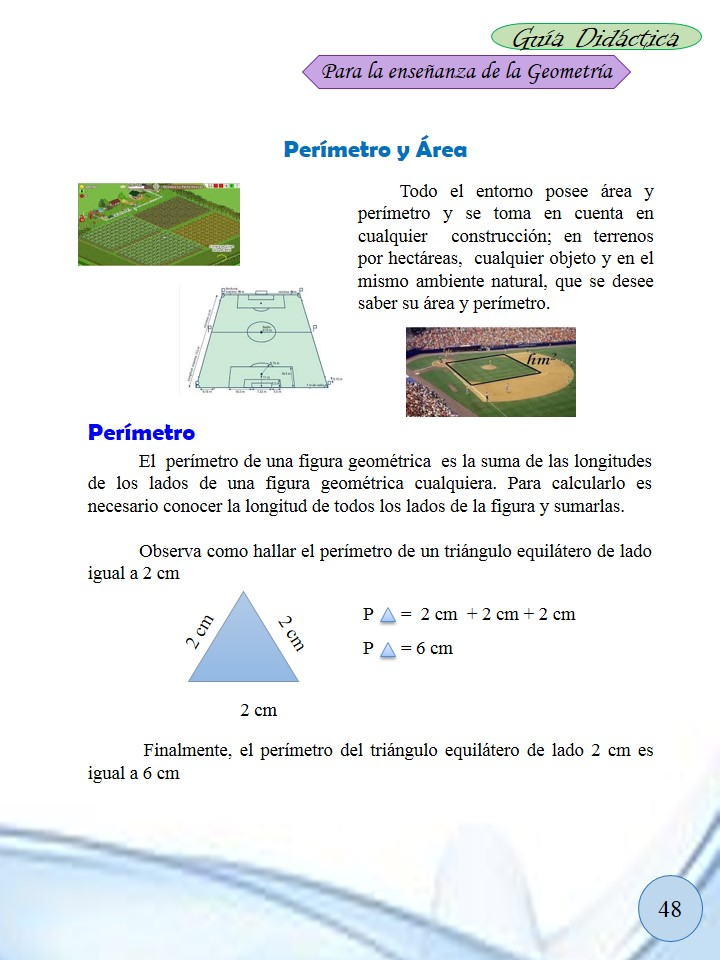 Guía Didáctica
Para la enseñanza de la Geometría
Perímetro y Área
Todo el entorno posee área y
perímetro y se toma en cuenta en
cualquier construcción; en terrenos
por hectáreas, cualquier objeto y en el
mismo ambiente natural, que se desee
saber su área y perímetro.
hm²
Perímetro
El perímetro de una figura geométrica es la suma de las longitudes
de los lados de una figura geométrica cualquiera. Para calcularlo es
necesario conocer la longitud de todos los lados de la figura y sumarlas.
Observa como hallar el perímetro de un triángulo equilátero de lado
igual a 2 cm
2 cm
2 cm
P = 2 cm + 2 cm + 2 cm
P = 6 cm
2 cm
Finalmente, el perímetro del triángulo equilátero de lado 2 cm es
igual a 6 cm
48